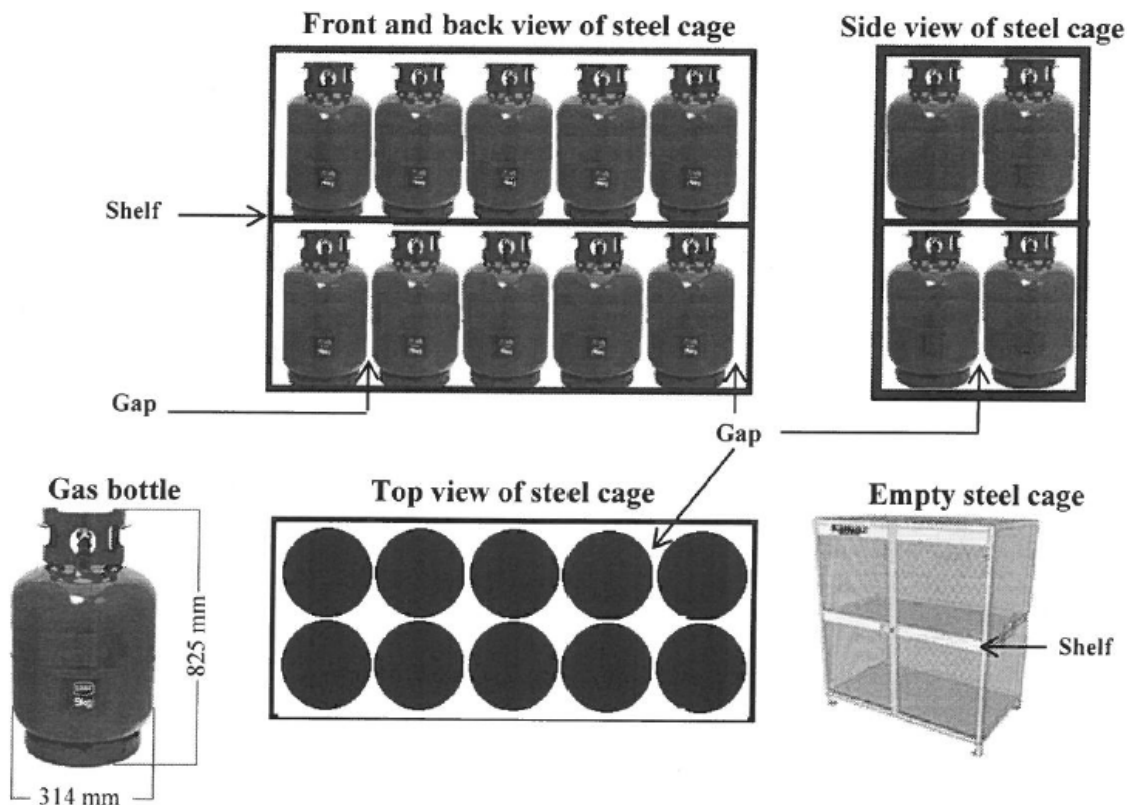 Front and back view of steel cage
Side view of steel cage
Shelf
Gap
Gap
Gas bottle
Top view of steel cage
Empty steel cage
825 mm
Shelf
314 mm